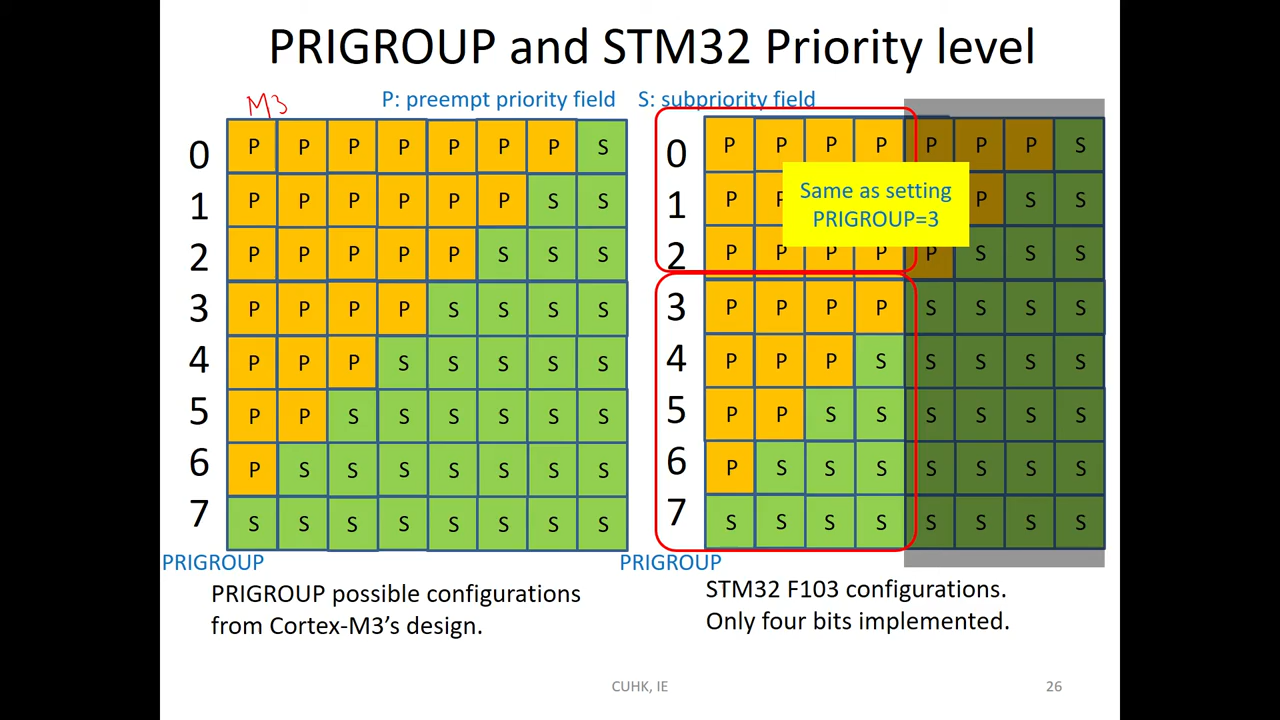 PRIGROUP and STM32 Priority level
M3
P: preempt priority field S: subpriority field
0 P P P P P P P S
1 P P P P P P S S
2 P P P P P S S S
3 P P P P S S S S
4 P P P S S S S S
5 P P S S S S S S
6 P S S S S S S S
7 S S S S S S S S
PRIGROUP
PRIGROUP possible configurations
from Cortex-M3's design.
0 P P P P P P P S
1 P P P S S
2 P P P P P S S S
Same as setting
PRIGROUP=3
3 P P P P S S S S
4 P P P S S S S S
5 P P S S S S S S
6 P S S S S S S S
7 S S S S S S S S
PRIGROUP
STM32 F103 configurations.
Only four bits implemented.
CUHK, IE
26